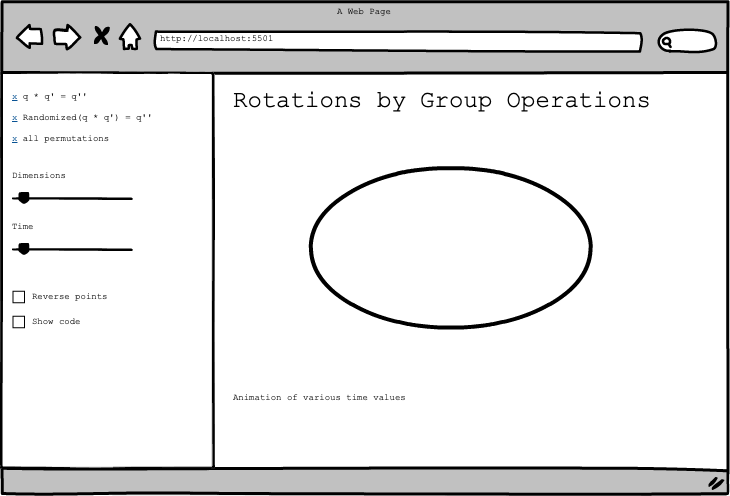 A Web Page
http://localhost:5501
x q * q' = q''
x Randomized(q * q') = q''
x all permutations
Dimensions
Time
Reverse points
Show code
Rotations by Group Operations
Animation of various time values